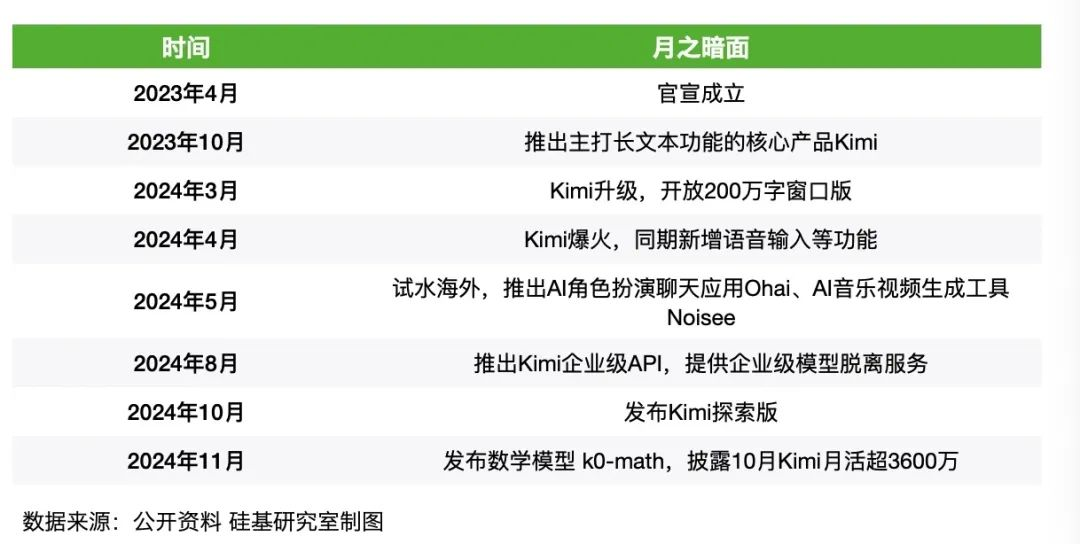 时间 月之暗面
2023年4月 官宣成立
2023年10月 推出主打长文本功能的核心产品Kimi
2024年3月 Kimi升级，开放200万字窗口版
2024年4月 Kimi爆火，同期新增语音输入等功能
2024年5月 试水海外，推出AI角色扮演聊天应用Ohai、AI音乐视频生成工具
Noisee
2024年8月 推出Kimi企业级API，提供企业级模型脱离服务
2024年10月 发布Kimi探索版
2024年11月 发布数学模型 k0-math，披露10月Kimi月活超3600万
数据来源：公开资料 硅基研究室制图